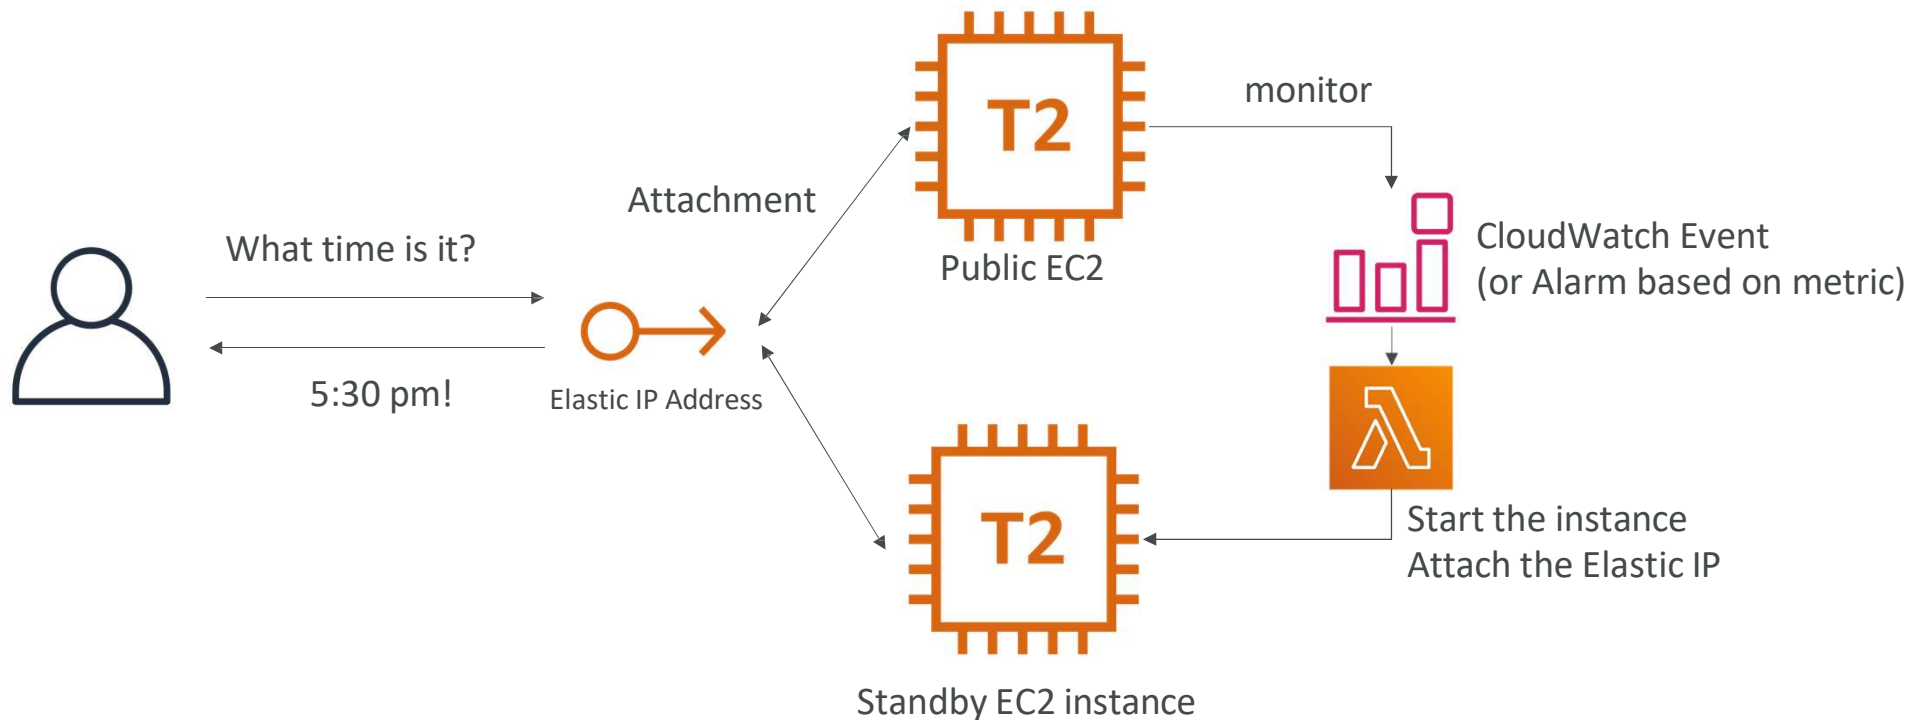 What time is it?
5:30 pm!
Elastic IP Address
Attachment
T2
Public EC2
monitor
CloudWatch Event
(or Alarm based on metric)
Start the instance
Attach the Elastic IP
T2
Standby EC2 instance